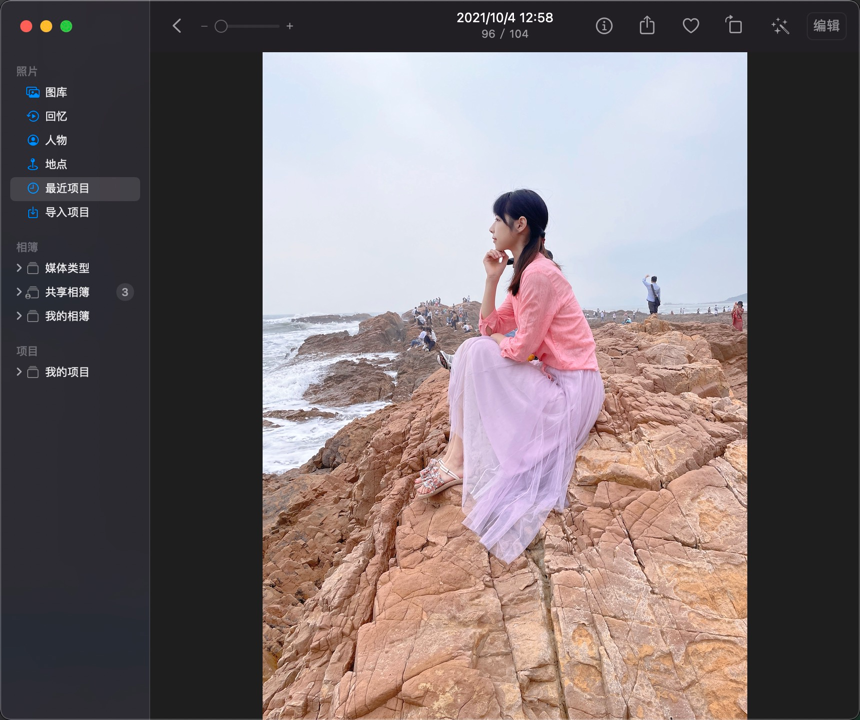 2021/10/4 12:58
96 / 104
编辑
照片
图库
回忆
人物
地点
最近项目
导入项目
相簿
媒体类型
共享相簿 3
我的相簿
项目
我的项目